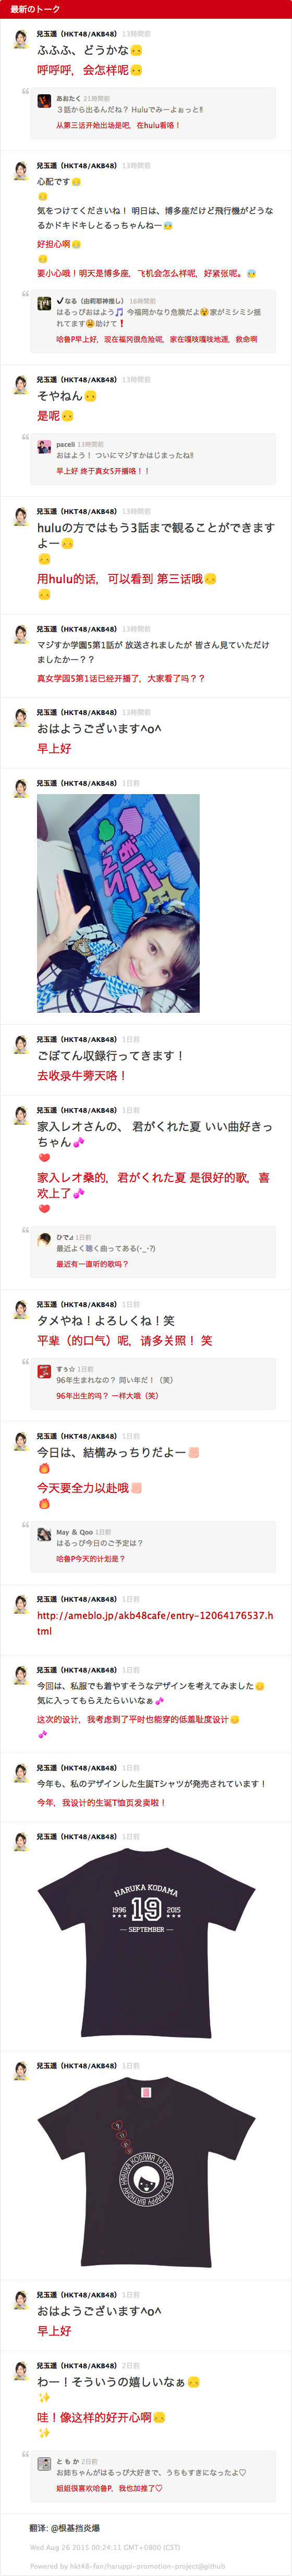 最新のトーク
兒玉遥（HKT48/AKB48） 13時間前
ふふふ、どうかな
呼呼呼，会怎样呢
あおたく 21時間前
３話から出るんだね？ Huluでみーよぉっと!!
从第三话开始出场是吧，在hulu看咯！
兒玉遥（HKT48/AKB48） 13時間前
心配です
気をつけてくださいね！ 明日は、博多座だけど飛行機がどうな
るかドキドキしとるっちゃんねー
好担心啊
要小心哦！明天是博多座，飞机会怎么样呢，好紧张呢。
なる（由莉耶神推し） 16時間前
はるっぴおはよう🎵 今福岡かなり危険だよ😵家がミシミシ揺
れてます😫助けて❗
哈鲁P早上好，现在福冈很危险呢，家在嘎吱嘎吱地还，救命啊
兒玉遥（HKT48/AKB48） 13時間前
そやねん
是呢
paceli 13時間前
おはよう！ ついにマジすかはじまったね!!
早上好 终于真女5开播咯！！
兒玉遥（HKT48/AKB48） 13時間前
huluの方ではもう3話まで観ることができます
よー
用hulu的话，可以看到 第三话哦
兒玉遥（HKT48/AKB48） 13時間前
マジすか学園5第1話が 放送されましたが 皆さん見ていただけ
ましたかー？？
真女学园5第1话已经开播了，大家看了吗？？
兒玉遥（HKT48/AKB48） 13時間前
おはようございます^o^
早上好
兒玉遥（HKT48/AKB48） 1日前
兒玉遥（HKT48/AKB48） 1日前
ごぼてん収録行ってきます！
去收录牛蒡天咯！
兒玉遥（HKT48/AKB48） 1日前
家入レオさんの、 君がくれた夏 いい曲好きっ
ちゃん
❤
家入レオ桑的，君がくれた夏 是很好的歌，喜
欢上了
❤
ひで⊿ 1日前
最近よく聴く曲ってある(･_･?)
最近有一直听的歌吗？
兒玉遥（HKT48/AKB48） 1日前
タメやね！よろしくね！笑
平辈（的口气）呢，请多关照！ 笑
すぅ☆ 1日前
96年生まれなの？ 同い年だ！（笑）
96年出生的吗？ 一样大哦（笑）
兒玉遥（HKT48/AKB48） 1日前
今日は、結構みっちりだよー
今天要全力以赴哦
May & Qoo 1日前
はるっぴ今日のご予定は？
哈鲁P今天的计划是？
兒玉遥（HKT48/AKB48） 1日前
http://ameblo.jp/akb48cafe/entry-12064176537.h
tml
兒玉遥（HKT48/AKB48） 1日前
今回は、私服でも着やすそうなデザインを考えてみました
気に入ってもらえたらいいなぁ
这次的设计，我考虑到了平时也能穿的低羞耻度设计
兒玉遥（HKT48/AKB48） 1日前
今年も、私のデザインした生誕Tシャツが発売されています！
今年，我设计的生诞T恤页发卖啦！
兒玉遥（HKT48/AKB48） 1日前
HARUKA KODAMA
1996 19 2015
SEPTEMBER
兒玉遥（HKT48/AKB48） 1日前
HAPPY BIRTHDAY HARUKA KODAMA 19 YEARS OLD
兒玉遥（HKT48/AKB48） 1日前
おはようございます^o^
早上好
兒玉遥（HKT48/AKB48） 2日前
わー！そういうの嬉しいなぁ
✨
哇！像这样的好开心啊
✨
と も か 2日前
お姉ちゃんがはるっぴ大好きで、うちもすきになったよ♡
姐姐很喜欢哈鲁P，我也加推了♡
翻译: @根基挡炎爆
Wed Aug 26 2015 00:24:11 GMT+0800 (CST)
Powered by hkt48-fan/haruppi-promotion-project@github